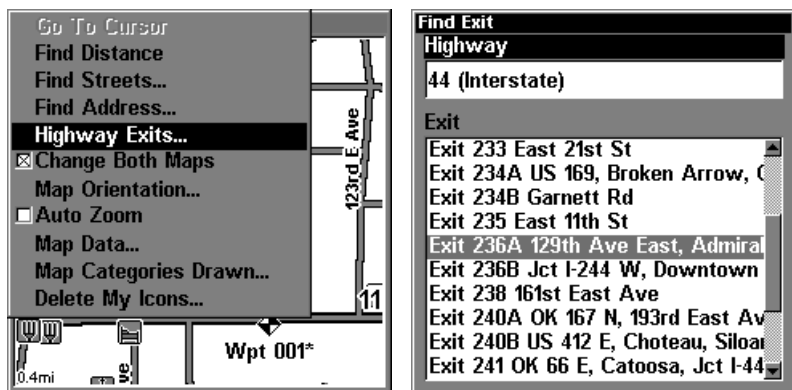 Go To Cursor
Find Distance
Find Streets...
Find Address...
Highway Exits...
Change Both Maps
Map Orientation...
Auto Zoom
Map Data...
Map Categories Drawn...
Delete My Icons...
123rd E Ave
11
Wpt 001*
0.4mi
ve
Find Exit
Highway
44 (Interstate)
Exit
Exit 233 East 21st St
Exit 234A US 169, Broken Arrow,
Exit 234B Garnett Rd
Exit 235 East 11th St
Exit 236A 129th Ave East, Admiral
Exit 236B Jct I-244 W, Downtown
Exit 238 161st East Ave
Exit 240A OK 167 N, 193rd East Av
Exit 240B US 412 E, Choteau, Siloa
Exit 241 OK 66 E, Catoosa, Jct I-44